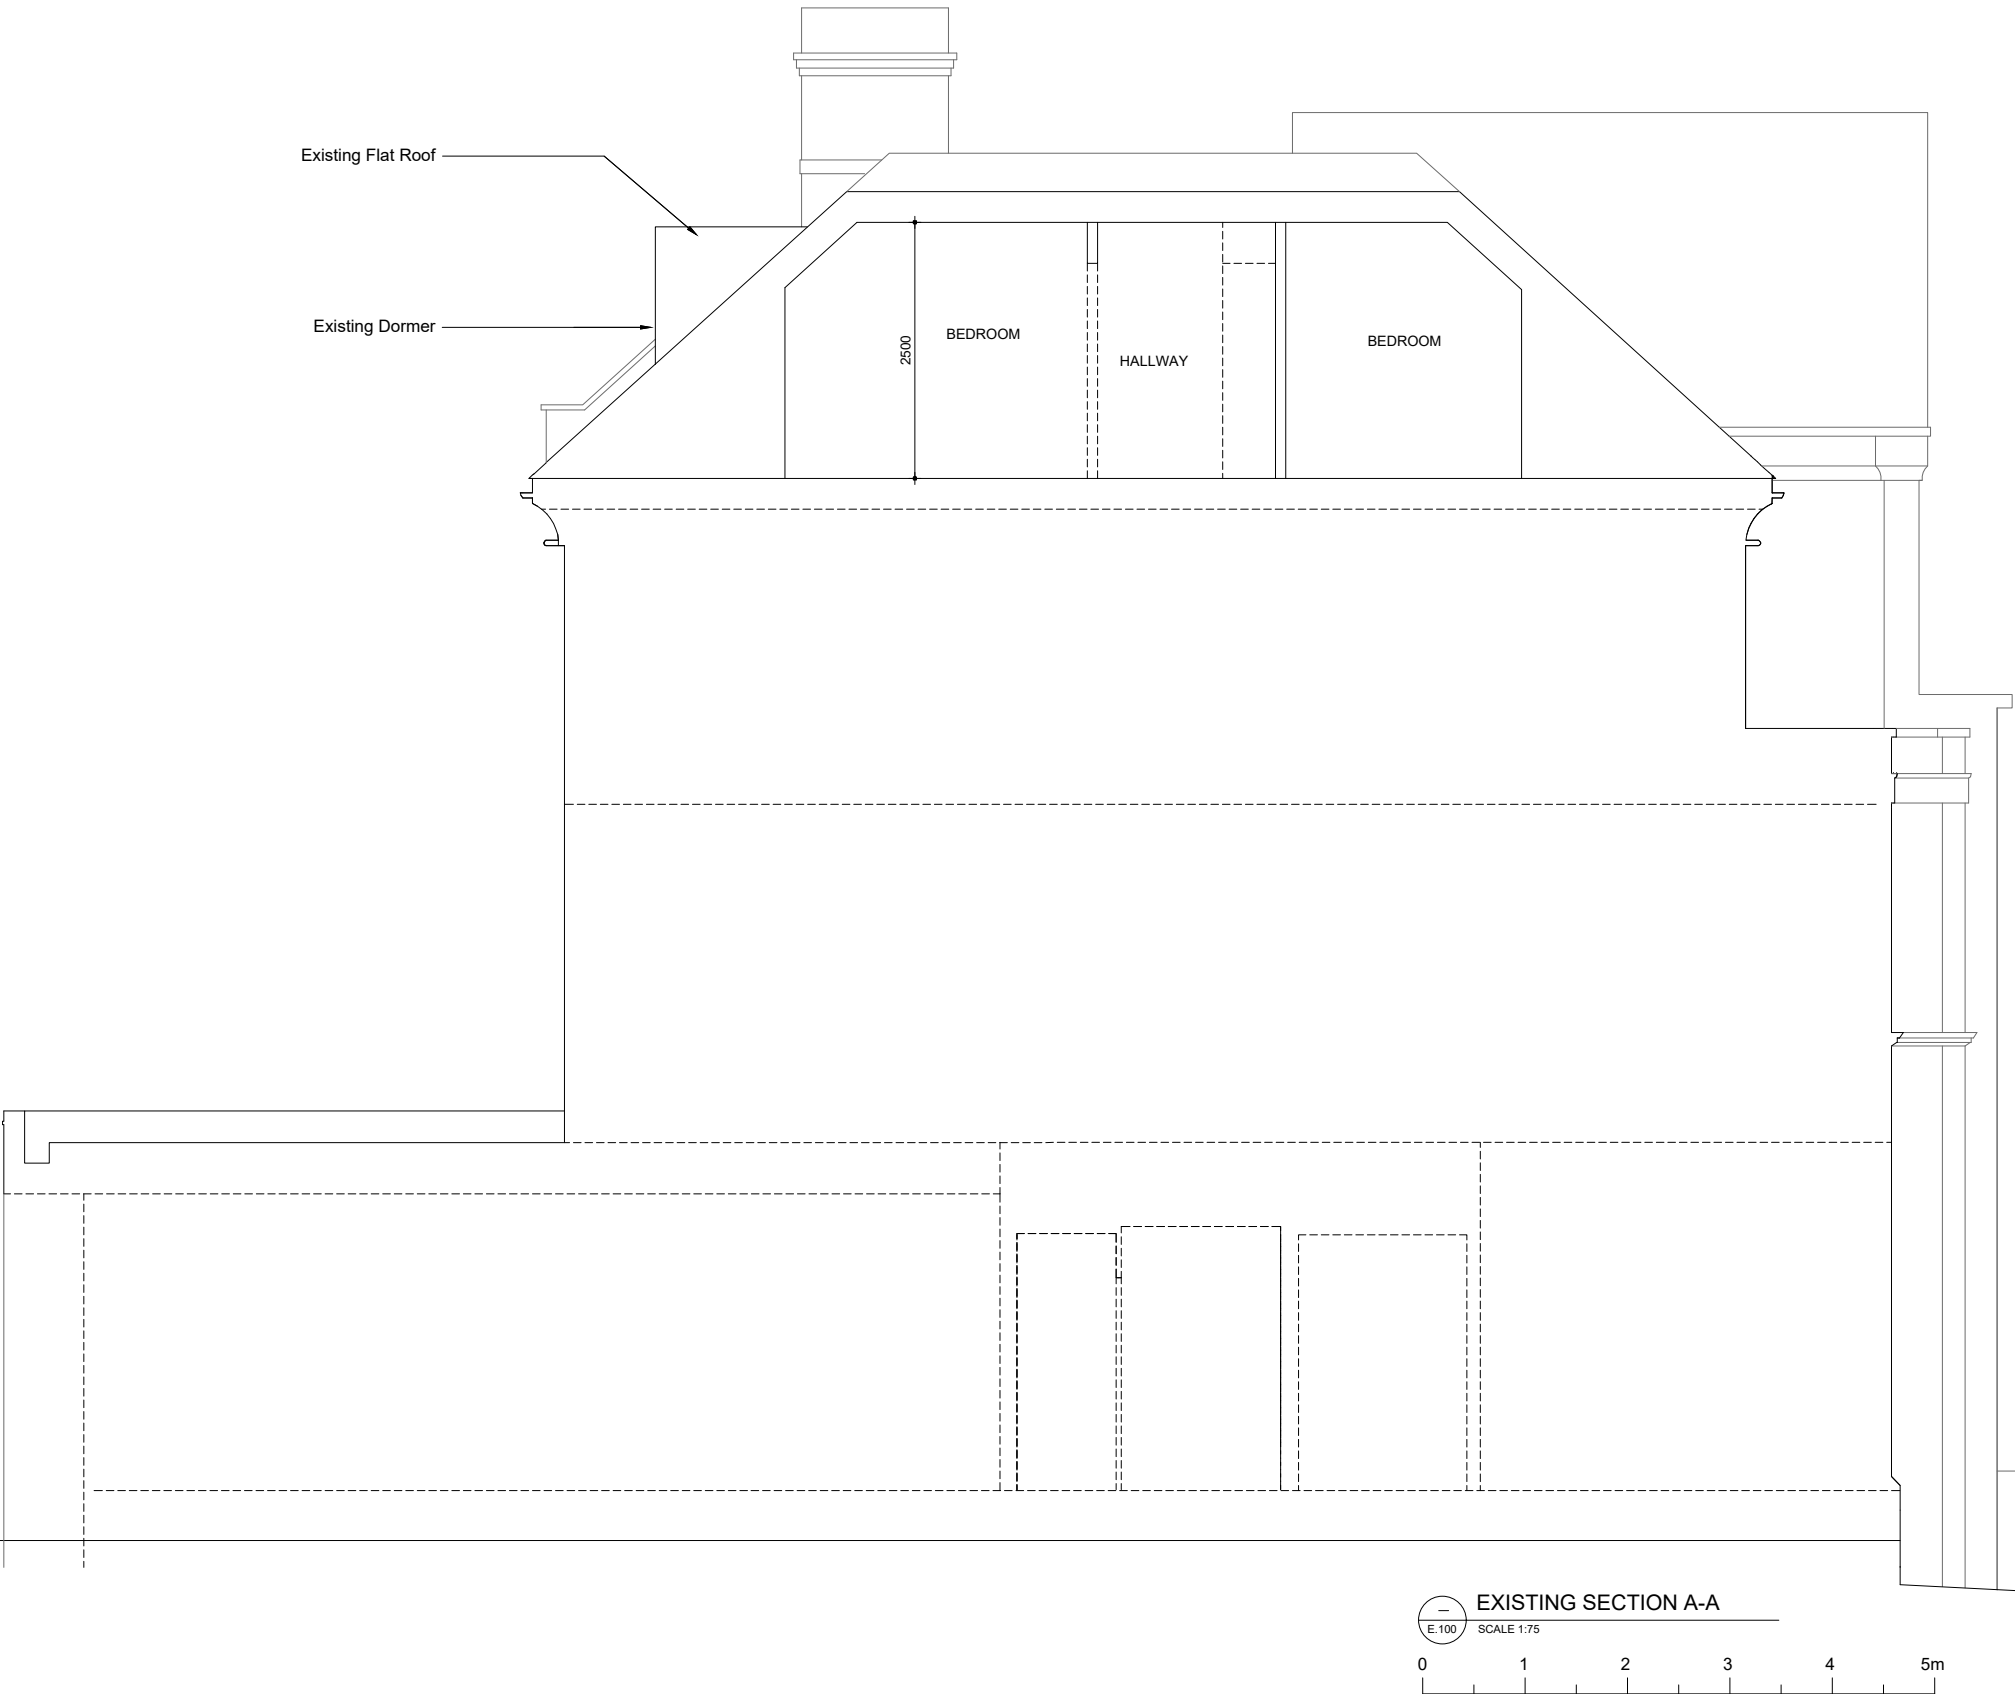 Existing Flat Roof
Existing Dormer
2500
BEDROOM
HALLWAY
BEDROOM
EXISTING SECTION A-A
E.100
SCALE 1:75
0 1 2 3 4 5m